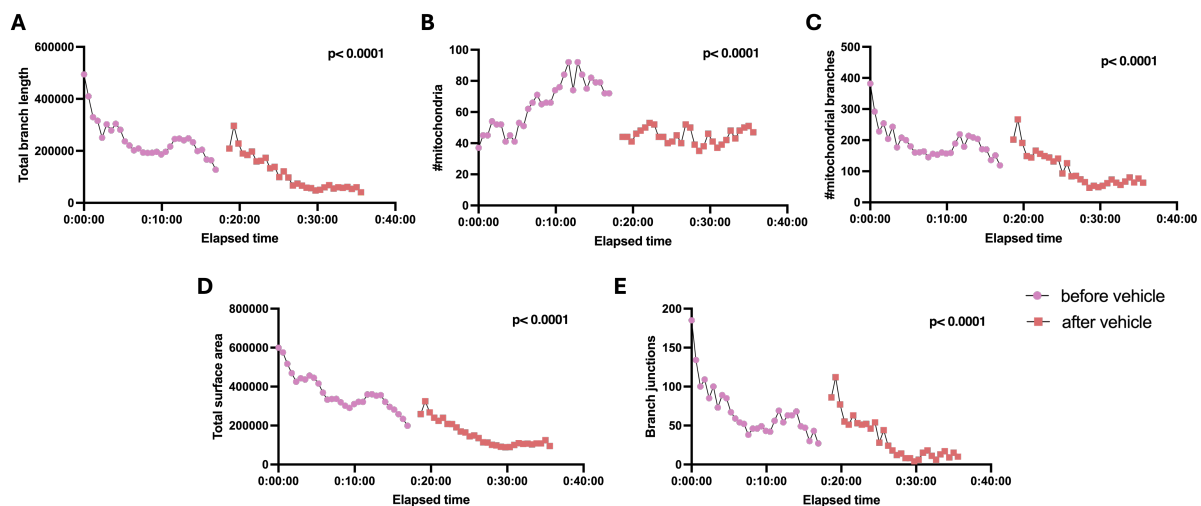 A
B
C
600000
400000
200000
0
Total branch length
p< 0.0001
0:00:00 0:10:00 0:20:00 0:30:00 0:40:00
Elapsed time
100
80
60
40
20
0
#mitochondria
p< 0.0001
0:00:00 0:10:00 0:20:00 0:30:00 0:40:00
Elapsed time
500
400
300
200
100
0
#mitochondrial branches
p< 0.0001
0:00:00 0:10:00 0:20:00 0:30:00 0:40:00
Elapsed time
D
E
800000
600000
400000
200000
0
Total surface area
p< 0.0001
0:00:00 0:10:00 0:20:00 0:30:00 0:40:00
Elapsed time
200
150
100
50
0
Branch junctions
p< 0.0001
0:00:00 0:10:00 0:20:00 0:30:00 0:40:00
Elapsed time
before vehicle
after vehicle